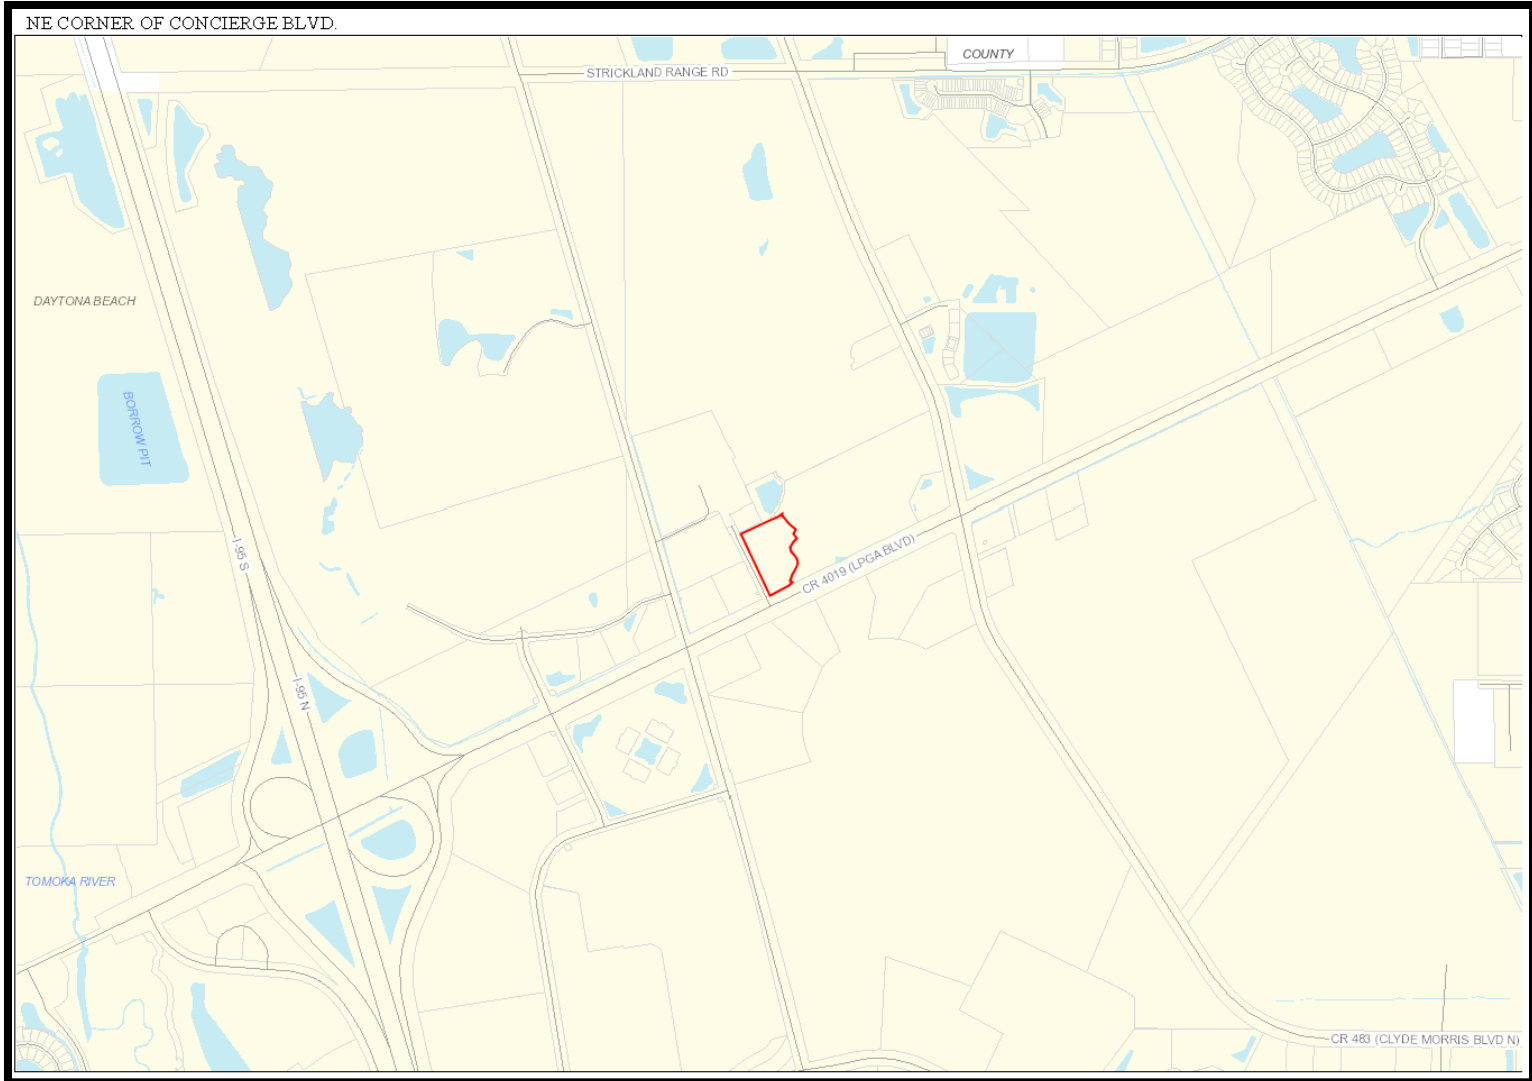 NE CORNER OF CONCIERGE BLVD.
COUNTY
STRICKLAND RANGE RD
DAYTONA BEACH
BORROW PIT
I-95 S
CR 4019 (LPGA BLVD)
I-95 N
TOMOKA RIVER
CR 483 (CLYDE MORRIS BLVD N)